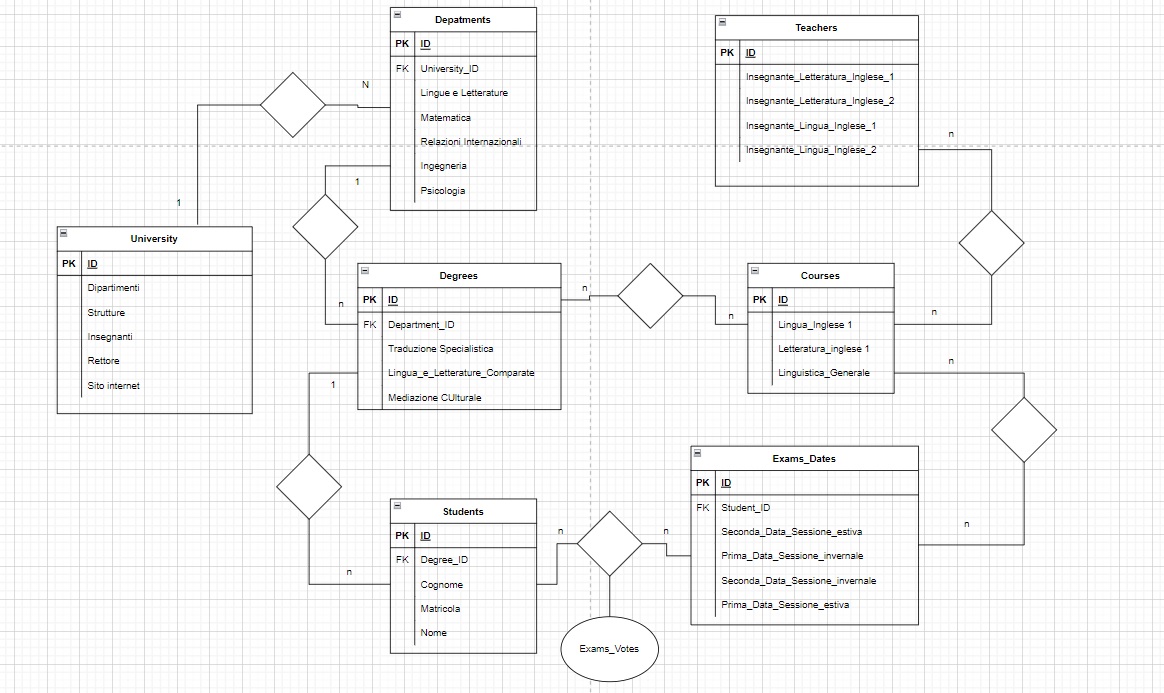 Depatments
PK ID
FK University_ID
Lingue e Letterature
Matematica
Relazioni Internazionali
Ingegneria
Psicologia
Teachers
PK ID
Insegnante_Letteratura_Inglese_1
Insegnante_Letteratura_Inglese_2
Insegnante_Lingua_Inglese_1
Insegnante_Lingua_Inglese_2
N
1
1
n
n
University
PK ID
Dipartimenti
Strutture
Insegnanti
Rettore
Sito internet
Degrees
PK ID
FK Department_ID
Traduzione Specialistica
Lingua_e_Letterature_Comparate
Mediazione CUlturale
n
n
Courses
PK ID
Lingua_Inglese 1
Letteratura_inglese 1
Linguistica_Generale
n
n
1
n
Students
PK ID
FK Degree_ID
Cognome
Matricola
Nome
n
n
Exams_Dates
PK ID
FK Student_ID
Seconda_Data_Sessione_estiva
Prima_Data_Sessione_invernale
Seconda_Data_Sessione_invernale
Prima_Data_Sessione_estiva
n
Exams_Votes